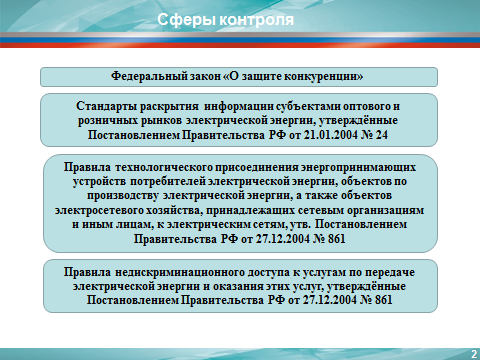 Сферы контроля
Федеральный закон «О защите конкуренции»
Стандарты раскрытия информации субъектами оптового и
розничных рынков электрической энергии, утверждённые
Постановлением Правительства РФ от 21.01.2004 № 24
Правила технологического присоединения энергопринимающих
устройств потребителей электрической энергии, объектов по
производству электрической энергии, а также объектов
электросетевого хозяйства, принадлежащих сетевым организациям
и иным лицам, к электрическим сетям, утв. Постановлением
Правительства РФ от 27.12.2004 № 861
Правила недискриминационного доступа к услугам по передаче
электрической энергии и оказания этих услуг, утверждённые
Постановлением Правительства РФ от 27.12.2004 № 861
2